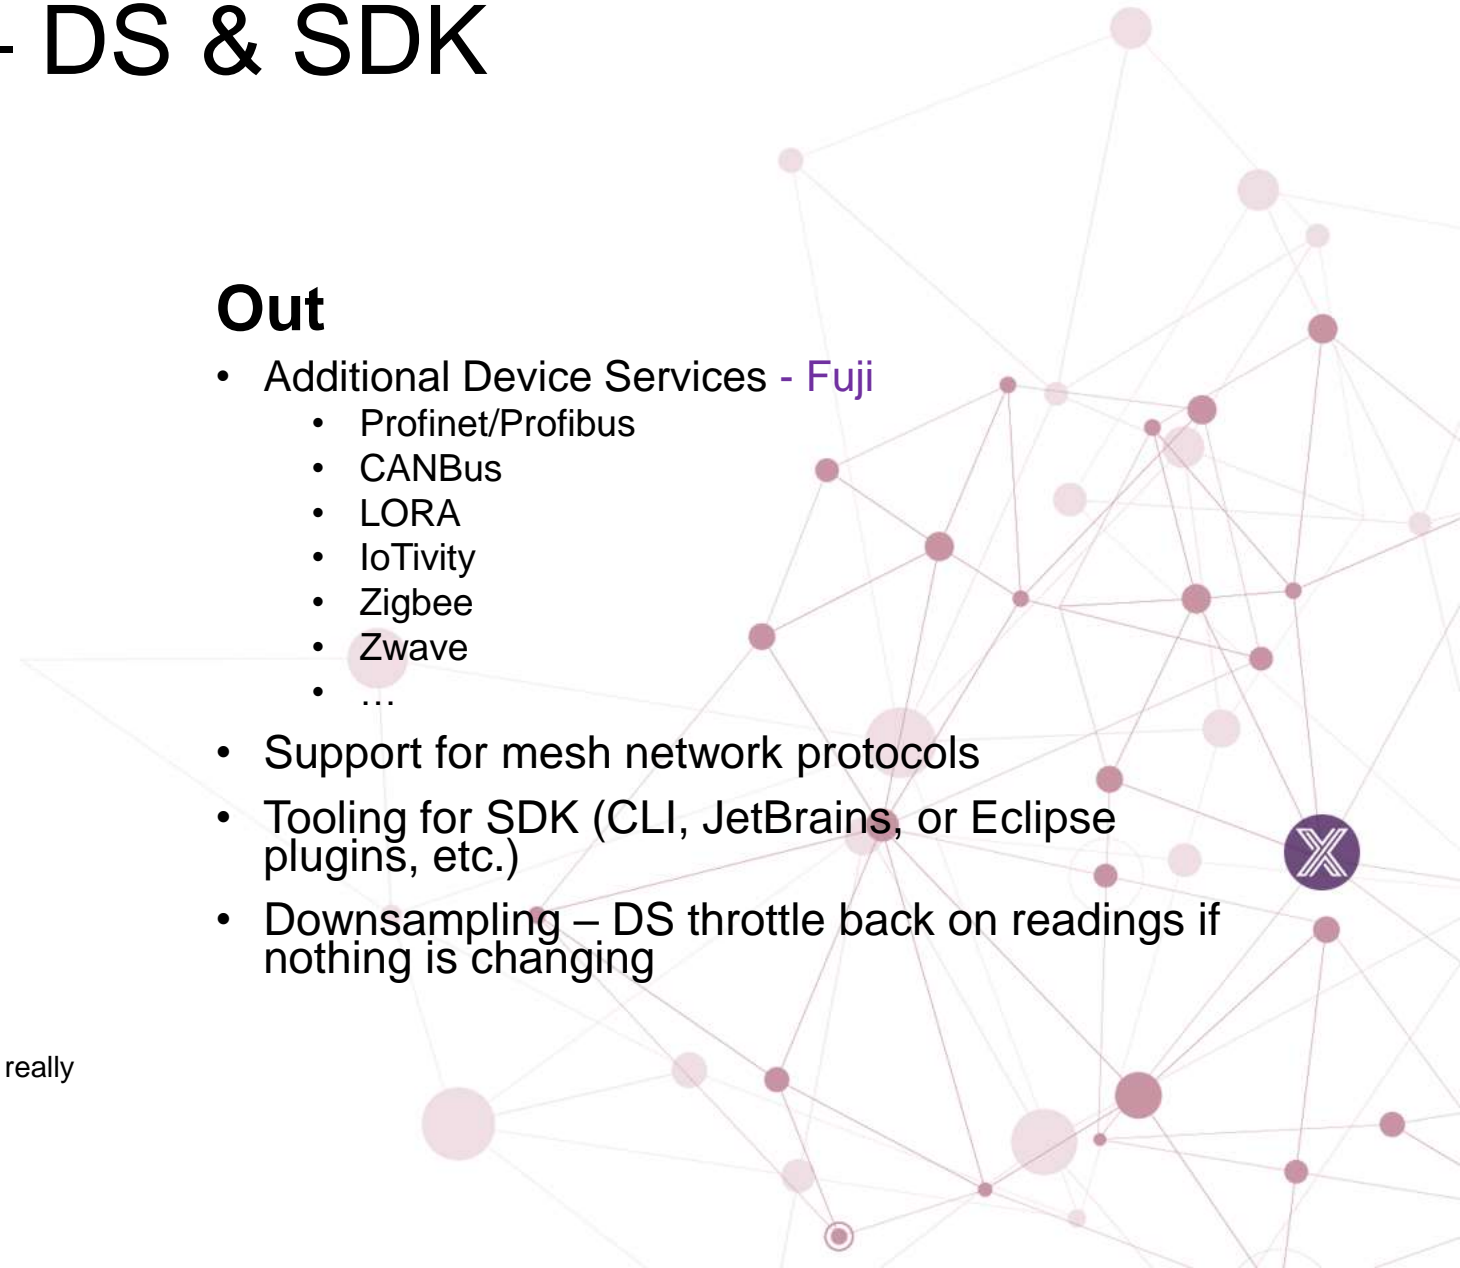 - DS & SDK
Out
• Additional Device Services - Fuji
• Profinet/Profibus
• CANBus
• LORA
• IoTivity
• Zigbee
• Zwave
• …
• Support for mesh network protocols
• Tooling for SDK (CLI, JetBrains, or Eclipse
plugins, etc.)
• Downsampling – DS throttle back on readings if
nothing is changing
really